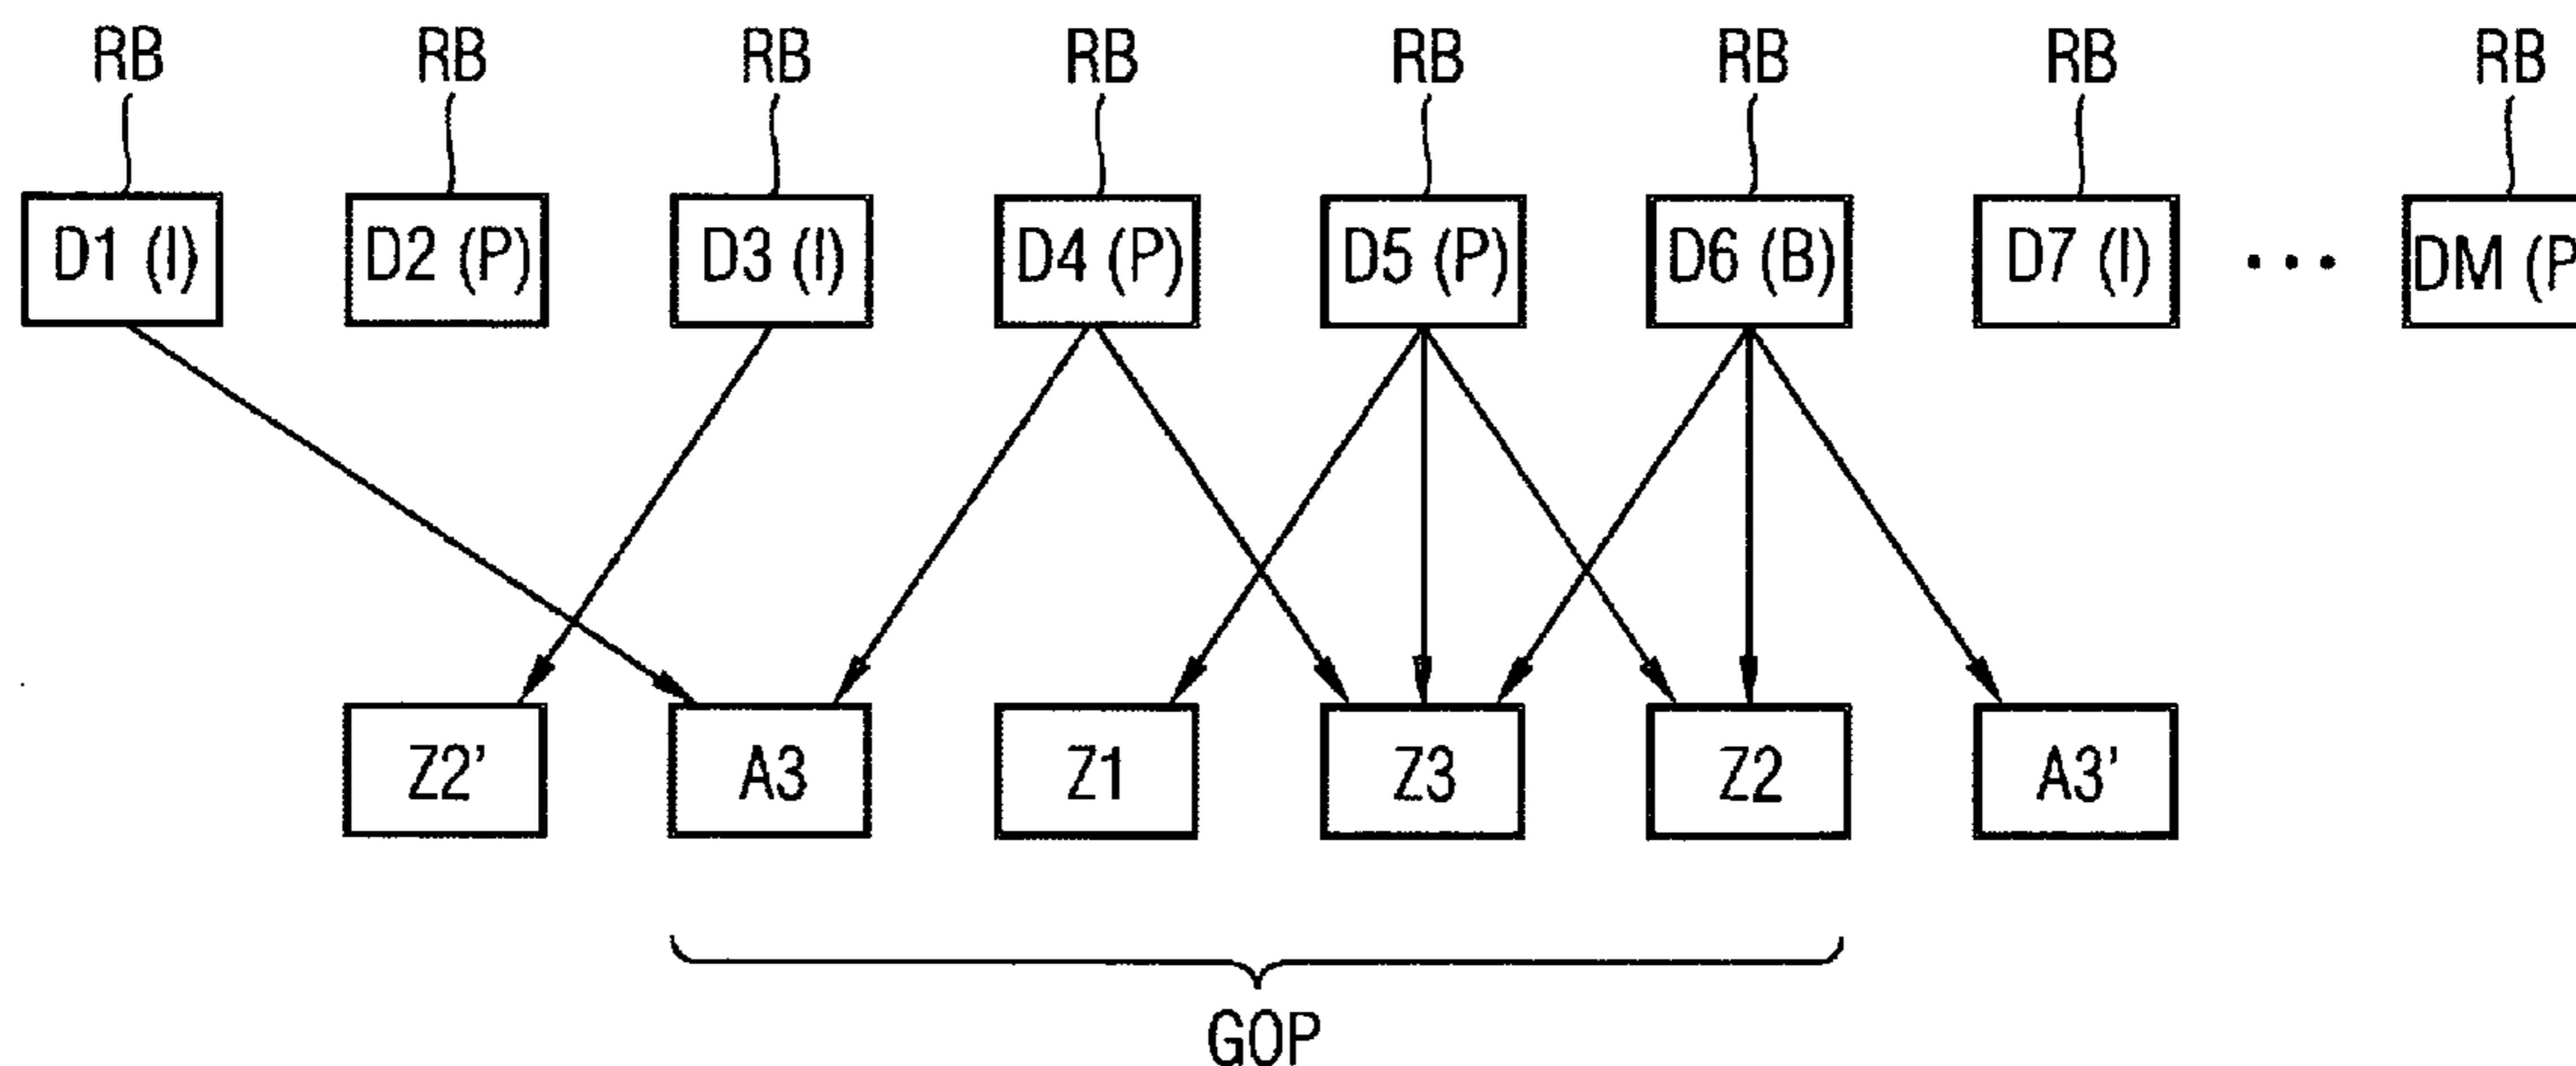 RB RB RB RB RB RB RB RB
D1 (I) D2 (P) D3 (I) D4 (P) D5 (P) D6 (B) D7 (I) ... DM (P
Z2' A3 Z1 Z3 Z2 A3'
GOP